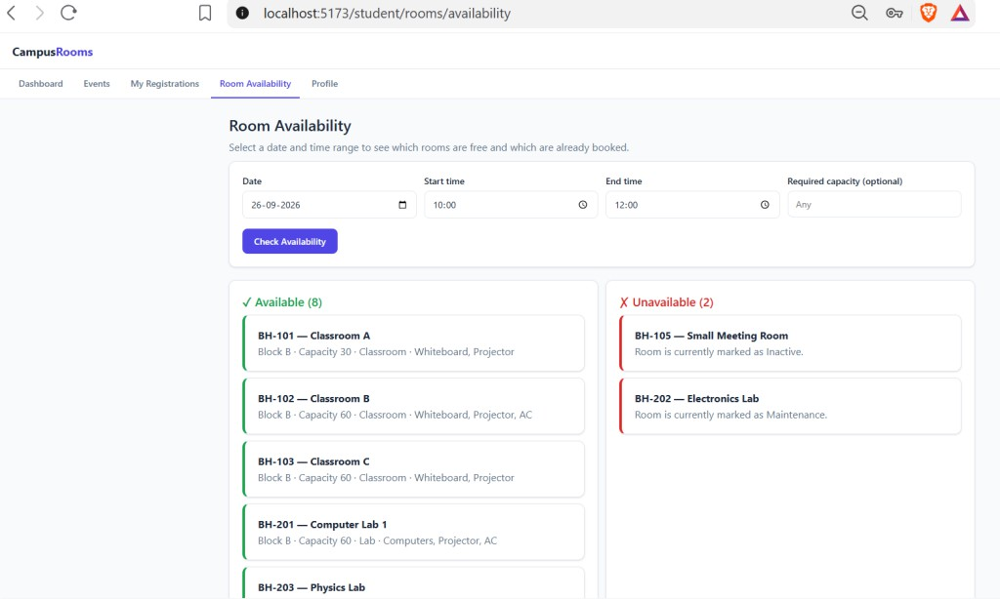 localhost:5173/student/rooms/availability
CampusRooms
Dashboard Events My Registrations Room Availability Profile
Room Availability
Select a date and time range to see which rooms are free and which are already booked.
Date Start time End time Required capacity (optional)
26-09-2026 10:00 12:00 Any
Check Availability
✓ Available (8)
BH-101 — Classroom A
Block B · Capacity 30 · Classroom · Whiteboard, Projector
BH-102 — Classroom B
Block B · Capacity 60 · Classroom · Whiteboard, Projector, AC
BH-103 — Classroom C
Block B · Capacity 60 · Classroom · Whiteboard, Projector
BH-201 — Computer Lab 1
Block B · Capacity 60 · Lab · Computers, Projector, AC
BH-203 — Physics Lab
✗ Unavailable (2)
BH-105 — Small Meeting Room
Room is currently marked as Inactive.
BH-202 — Electronics Lab
Room is currently marked as Maintenance.